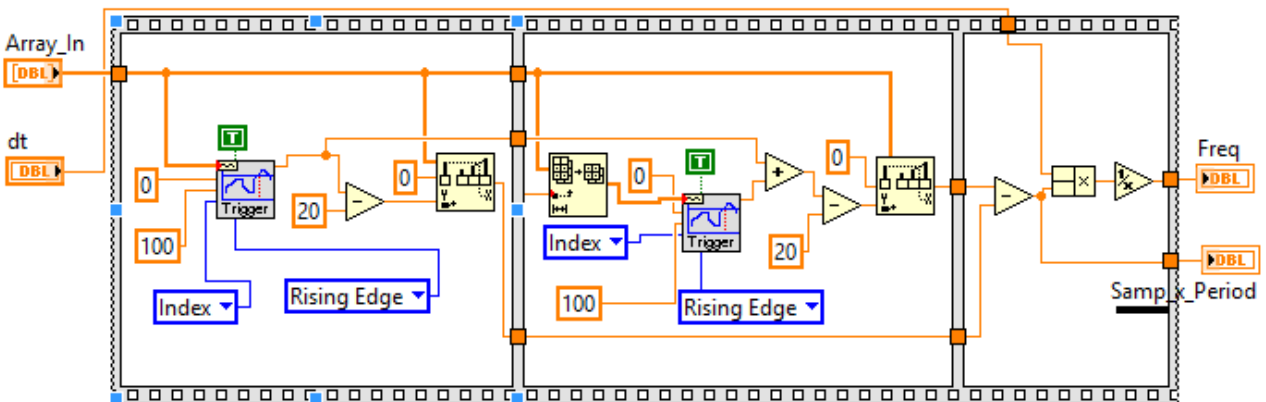 Array_In
[DBL]
dt
DBL
T
0
100
Trigger
Index
20
Rising Edge
0
Index
100
0
T
Trigger
Rising Edge
+
20
0
x
1/x
Freq
DBL
DBL
Samp_x_Period